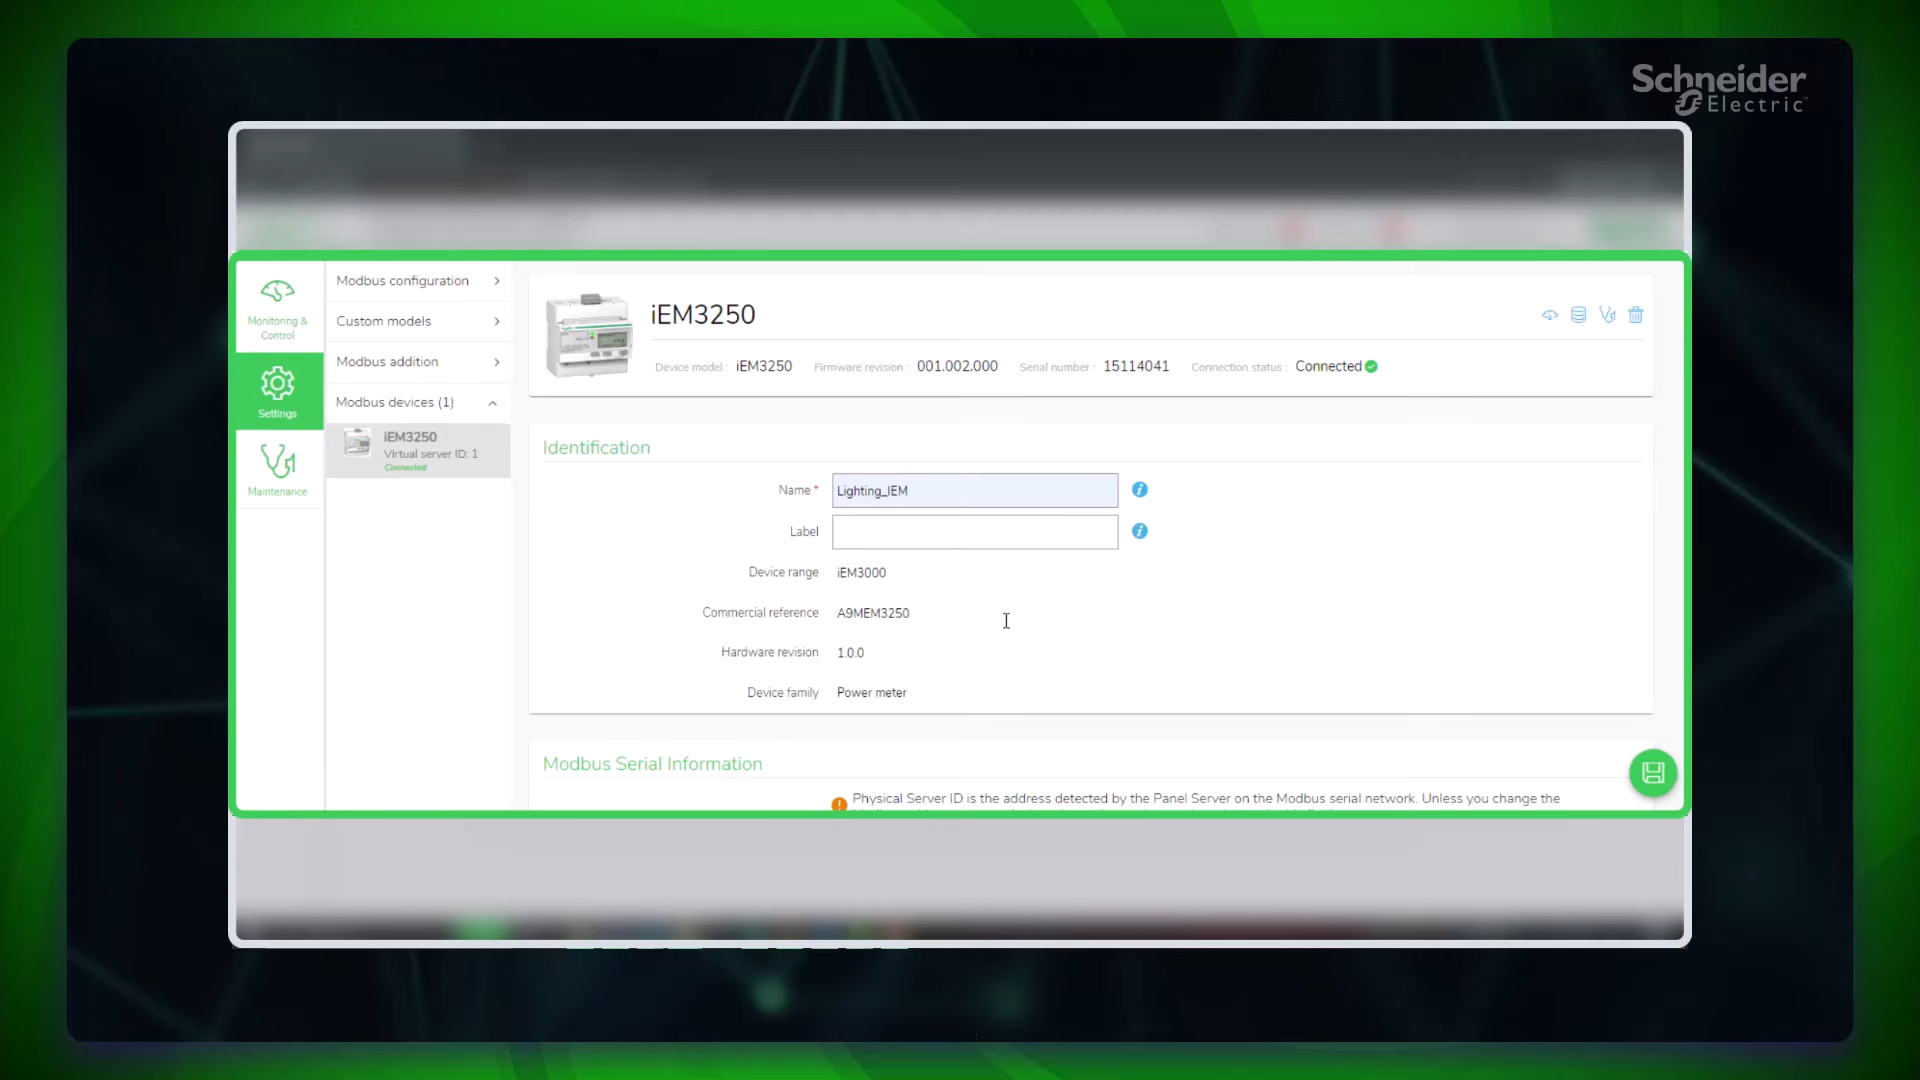 Schneider
Electric
Monitoring &
Control
Settings
Maintenance
Modbus configuration
Custom models
Modbus addition
Modbus devices (1)
iEM3250
Virtual server ID: 1
Connected
iEM3250
Device model : iEM3250 Firmware revision : 001.002.000 Serial number : 15114041 Connection status : Connected
Identification
Name * Lighting_IEM
Label
Device range iEM3000
Commercial reference A9MEM3250
Hardware revision 1.0.0
Device family Power meter
Modbus Serial Information
Physical Server ID is the address detected by the Panel Server on the Modbus serial network. Unless you change the